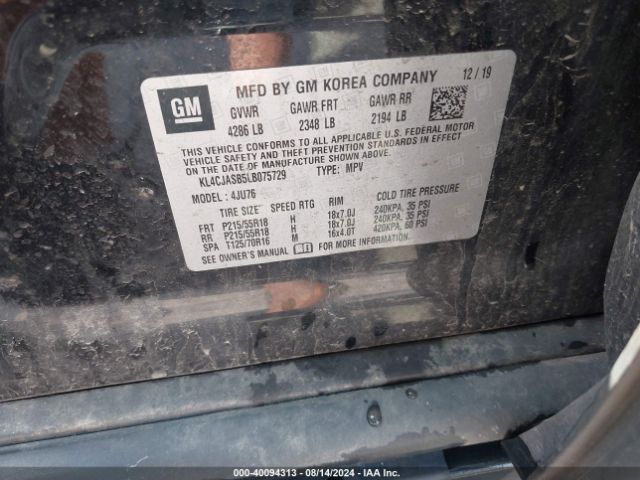 GM
MFD BY GM KOREA COMPANY 12/19
GVWR GAWR FRT GAWR RR
4286 LB 2348 LB 2194 LB
THIS VEHICLE CONFORMS TO ALL APPLICABLE U.S. FEDERAL MOTOR
VEHICLE SAFETY AND THEFT PREVENTION STANDARDS IN EFFECT
ON THE DATE OF MANUFACTURE SHOWN ABOVE.
KL4CJASB5LB075729 TYPE: MPV
MODEL: 4JU76
TIRE SIZE SPEED RTG RIM COLD TIRE PRESSURE
FRT P215/55R18 H 18x7.0J 240KPA, 35 PSI
RR P215/55R18 H 18x7.0J 240KPA, 35 PSI
SPA T125/70R16 M 16x4.0T 420KPA, 60 PSI
SEE OWNER'S MANUAL FOR MORE INFORMATION.
000-40094313 - 08/14/2024 - IAA Inc.